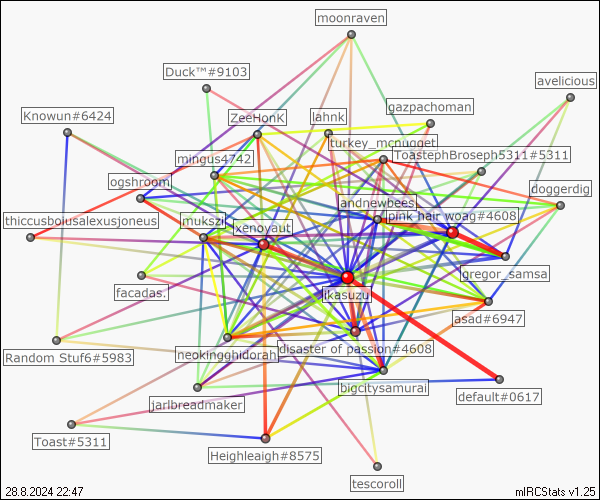 moonraven
Duck™#9103
avelicious
Knowun#6424
ZeeHonK
lahnk
gazpachoman
turkey_mcnugget
mingus4742
ToastephBroseph5311#5311
ogshroom
doggerdig
andnewbees
thiccusboiusalexusjoneus
mukszi
xenoyaut
pink hair woag#4608
gregor_samsa
facadas.
ikasuzu
asad#6947
Random Stuf6#5983
neokingghidorah
disaster of passion#4608
bigcitysamurai
jarlbreadmaker
default#0617
Toast#5311
Heighleaigh#8575
tescoroll
28.8.2024 22:47
mIRCStats v1.25